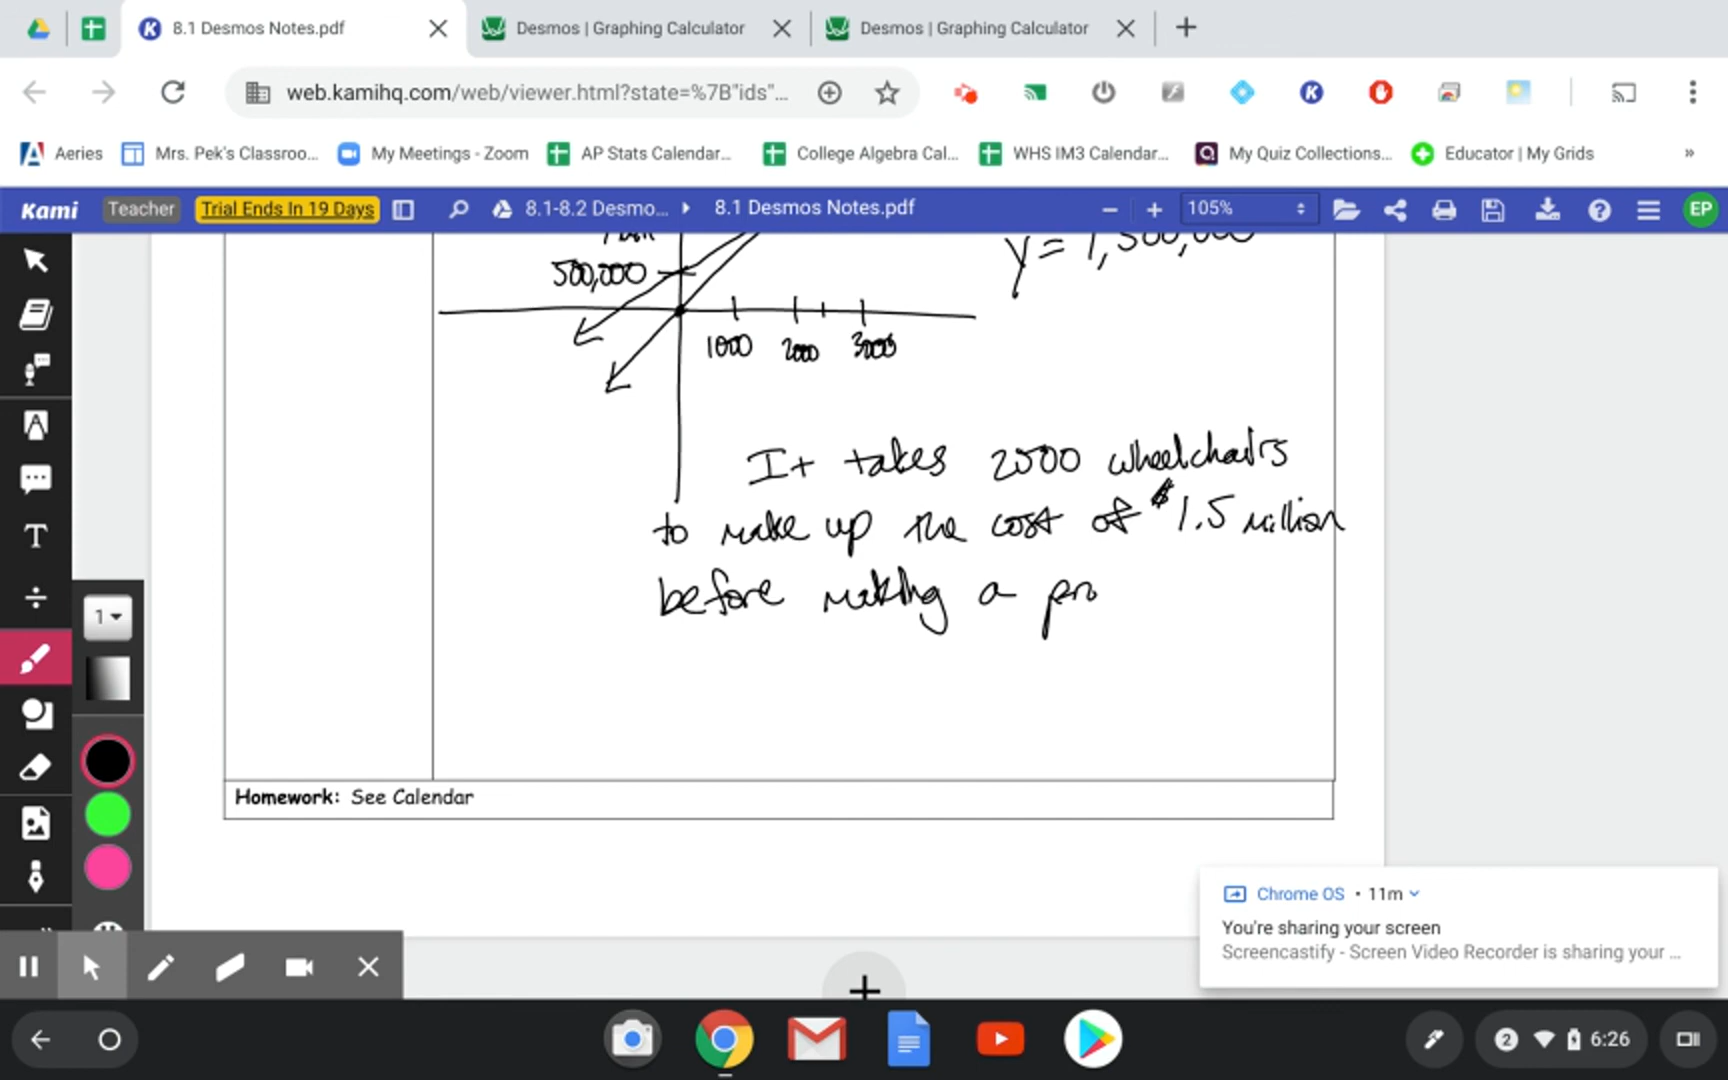 8.1 Desmos Notes.pdf
Desmos | Graphing Calculator
Desmos | Graphing Calculator
web.kamihq.com/web/viewer.html?state=%7B"ids"...
Aeries
Mrs. Pek's Classroo...
My Meetings - Zoom
AP Stats Calendar...
College Algebra Cal...
WHS IM3 Calendar...
My Quiz Collections...
Educator | My Grids
»
Kami
Teacher
Trial Ends In 19 Days
8.1-8.2 Desmo...
8.1 Desmos Notes.pdf
105%
EP
500,000
y = 1,500,000
1000 2000 3000
It takes 2500 wheelchairs
to make up the cost of $1.5 million
before making a pro
1
Homework: See Calendar
Chrome OS • 11m
You're sharing your screen
Screencastify - Screen Video Recorder is sharing your ...
2
6:26